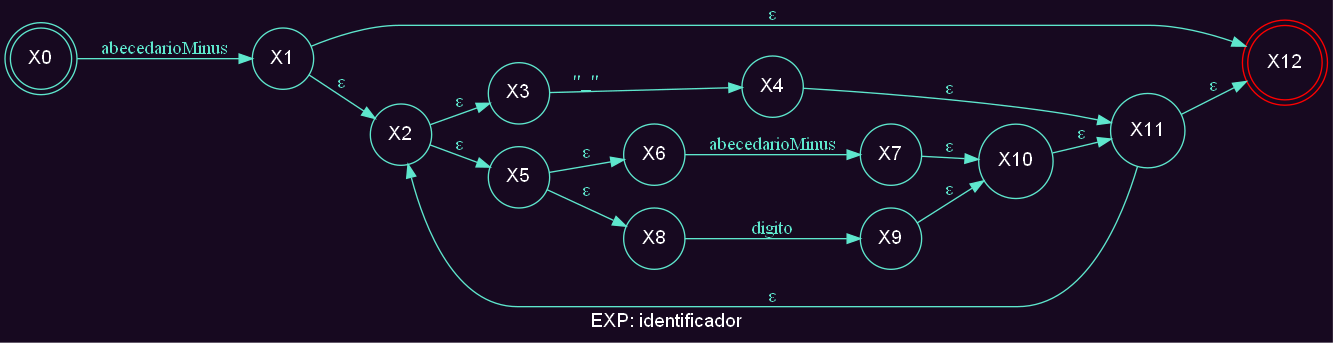 ε
X0
abecedarioMinus
X1
X12
ε
ε
X3
"_"
X4
ε
X2
ε
ε
X11
X5
ε
X6
abecedarioMinus
X7
ε
X10
ε
ε
X8
digito
X9
ε
ε
EXP: identificador